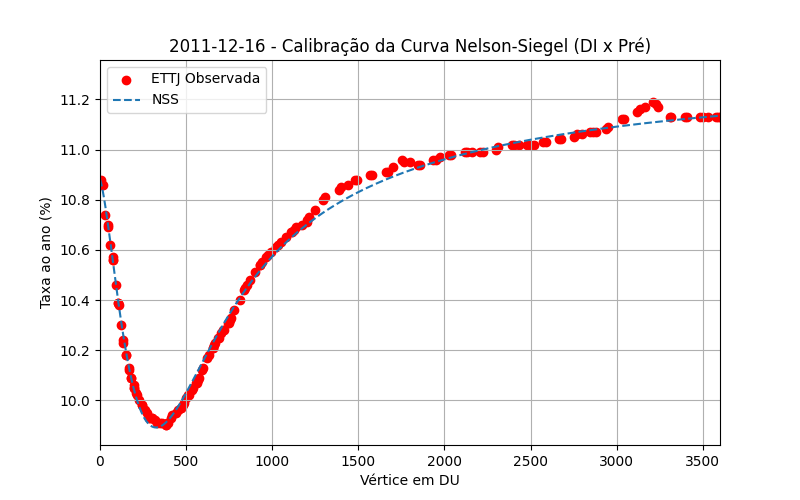 2011-12-16 - Calibração da Curva Nelson-Siegel (DI x Pré)
ETTJ Observada
NSS
Taxa ao ano (%)
11.2
11.0
10.8
10.6
10.4
10.2
10.0
0 500 1000 1500 2000 2500 3000 3500
Vértice em DU